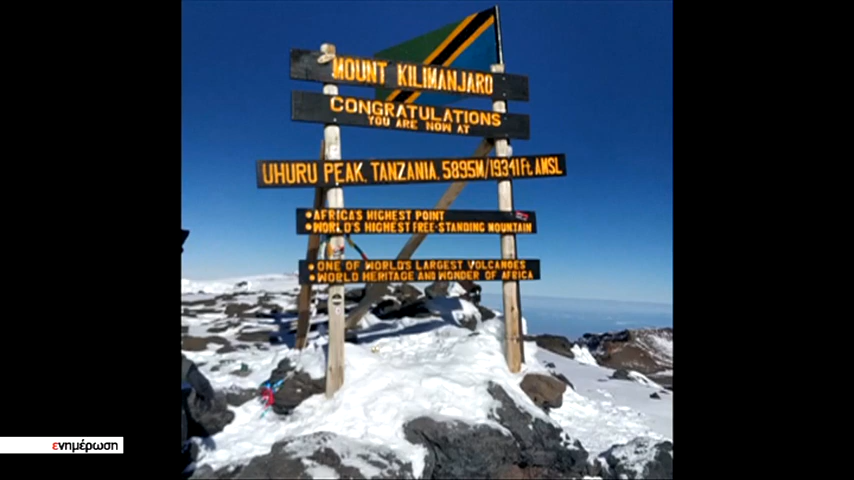 MOUNT KILIMANJARO
CONGRATULATIONS
YOU ARE NOW AT
UHURU PEAK, TANZANIA, 5895M/19341Ft. AMSL
• AFRICA'S HIGHEST POINT
• WORLD'S HIGHEST FREE-STANDING MOUNTAIN
• ONE OF WORLD'S LARGEST VOLCANOES
• WORLD HERITAGE AND WONDER OF AFRICA
ενημέρωση